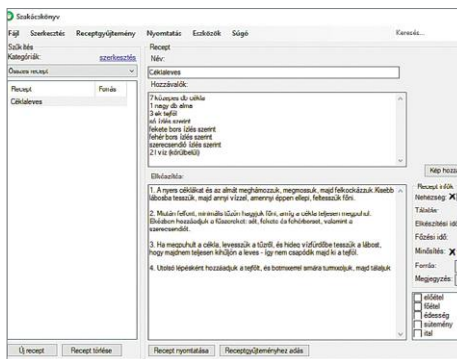 Szakácskönyv
Fájl Szerkesztés Receptgyűjtemény Nyomtatás Eszközök Súgó Keresés...
Szűkítés
Kategóriák: szerkesztés
Összes recept
Recept Forrás
Céklaleves
Recept
Név:
Céklaleves
Hozzávalók:
7 közepes db cékla
1 nagy db alma
3 ek tejföl
só ízlés szerint
fekete bors ízlés szerint
fehér bors ízlés szerint
szerecsendió ízlés szerint
2 l víz (körülbelül)
Kép hozzá
Elkészítés:
1. A nyers céklákat és az almát meghámozzuk, megmossuk, majd felkockázzuk. Kisebb
lábosba tesszük, majd annyi vízzel, amennyi éppen ellepi, feltesszük főni.
2. Miután felforrt, minimális tűzön hagyjuk főni, amíg a cékla teljesen megpuhul.
Eközben hozzáadjuk a fűszereket: sót, fekete és fehérborsot, valamint a
szerecsendiót.
3. Ha megpuhult a cékla, levesszük a tűzről, és hideg vízfürdőbe tesszük a lábost,
hogy majdnem teljesen kihűljön a leves - így nem csapódik majd ki a tejföl.
4. Utolsó lépésként hozzáadjuk a tejfölt, és botmixerrel simára turmixoljuk, majd tálaljuk
Recept infók
Nehézség:
Tálalás:
Elkészítési idő
Főzési idő:
Minősítés:
Forrás:
Megjegyzés:
előétel
főétel
édesség
sütemény
ital
Új recept Recept törlése Recept nyomtatása Receptgyűjteményhez adás